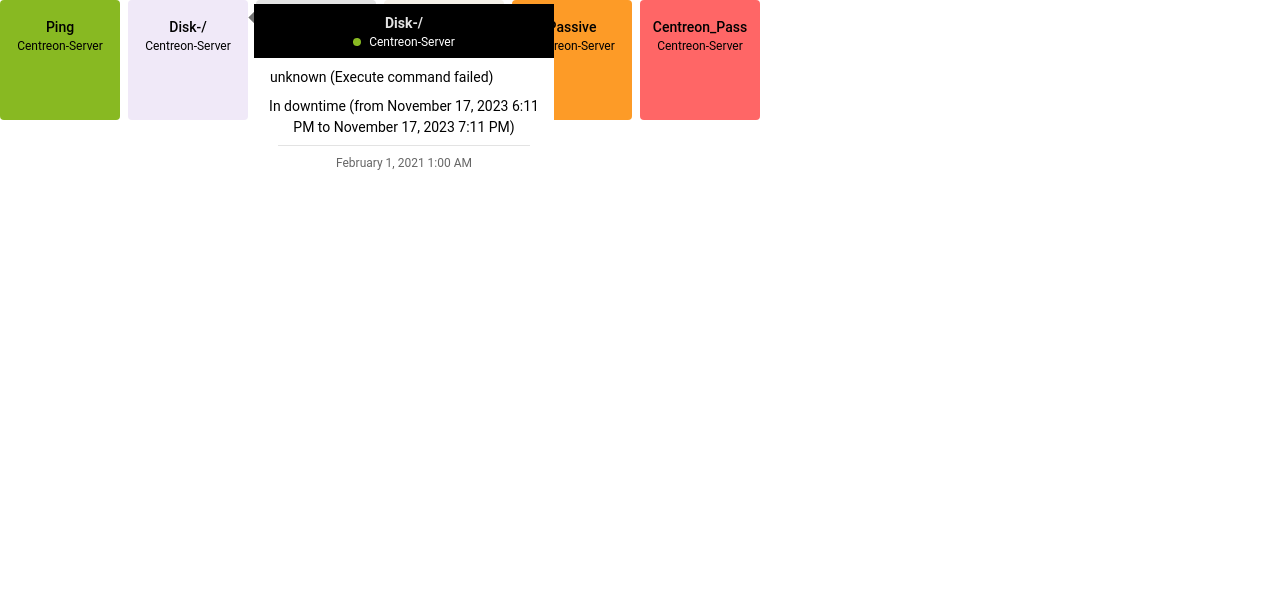 Ping
Centreon-Server
Disk-/
Centreon-Server
Disk-/
Centreon-Server
unknown (Execute command failed)
In downtime (from November 17, 2023 6:11
PM to November 17, 2023 7:11 PM)
February 1, 2021 1:00 AM
Passive
reon-Server
Centreon_Pass
Centreon-Server